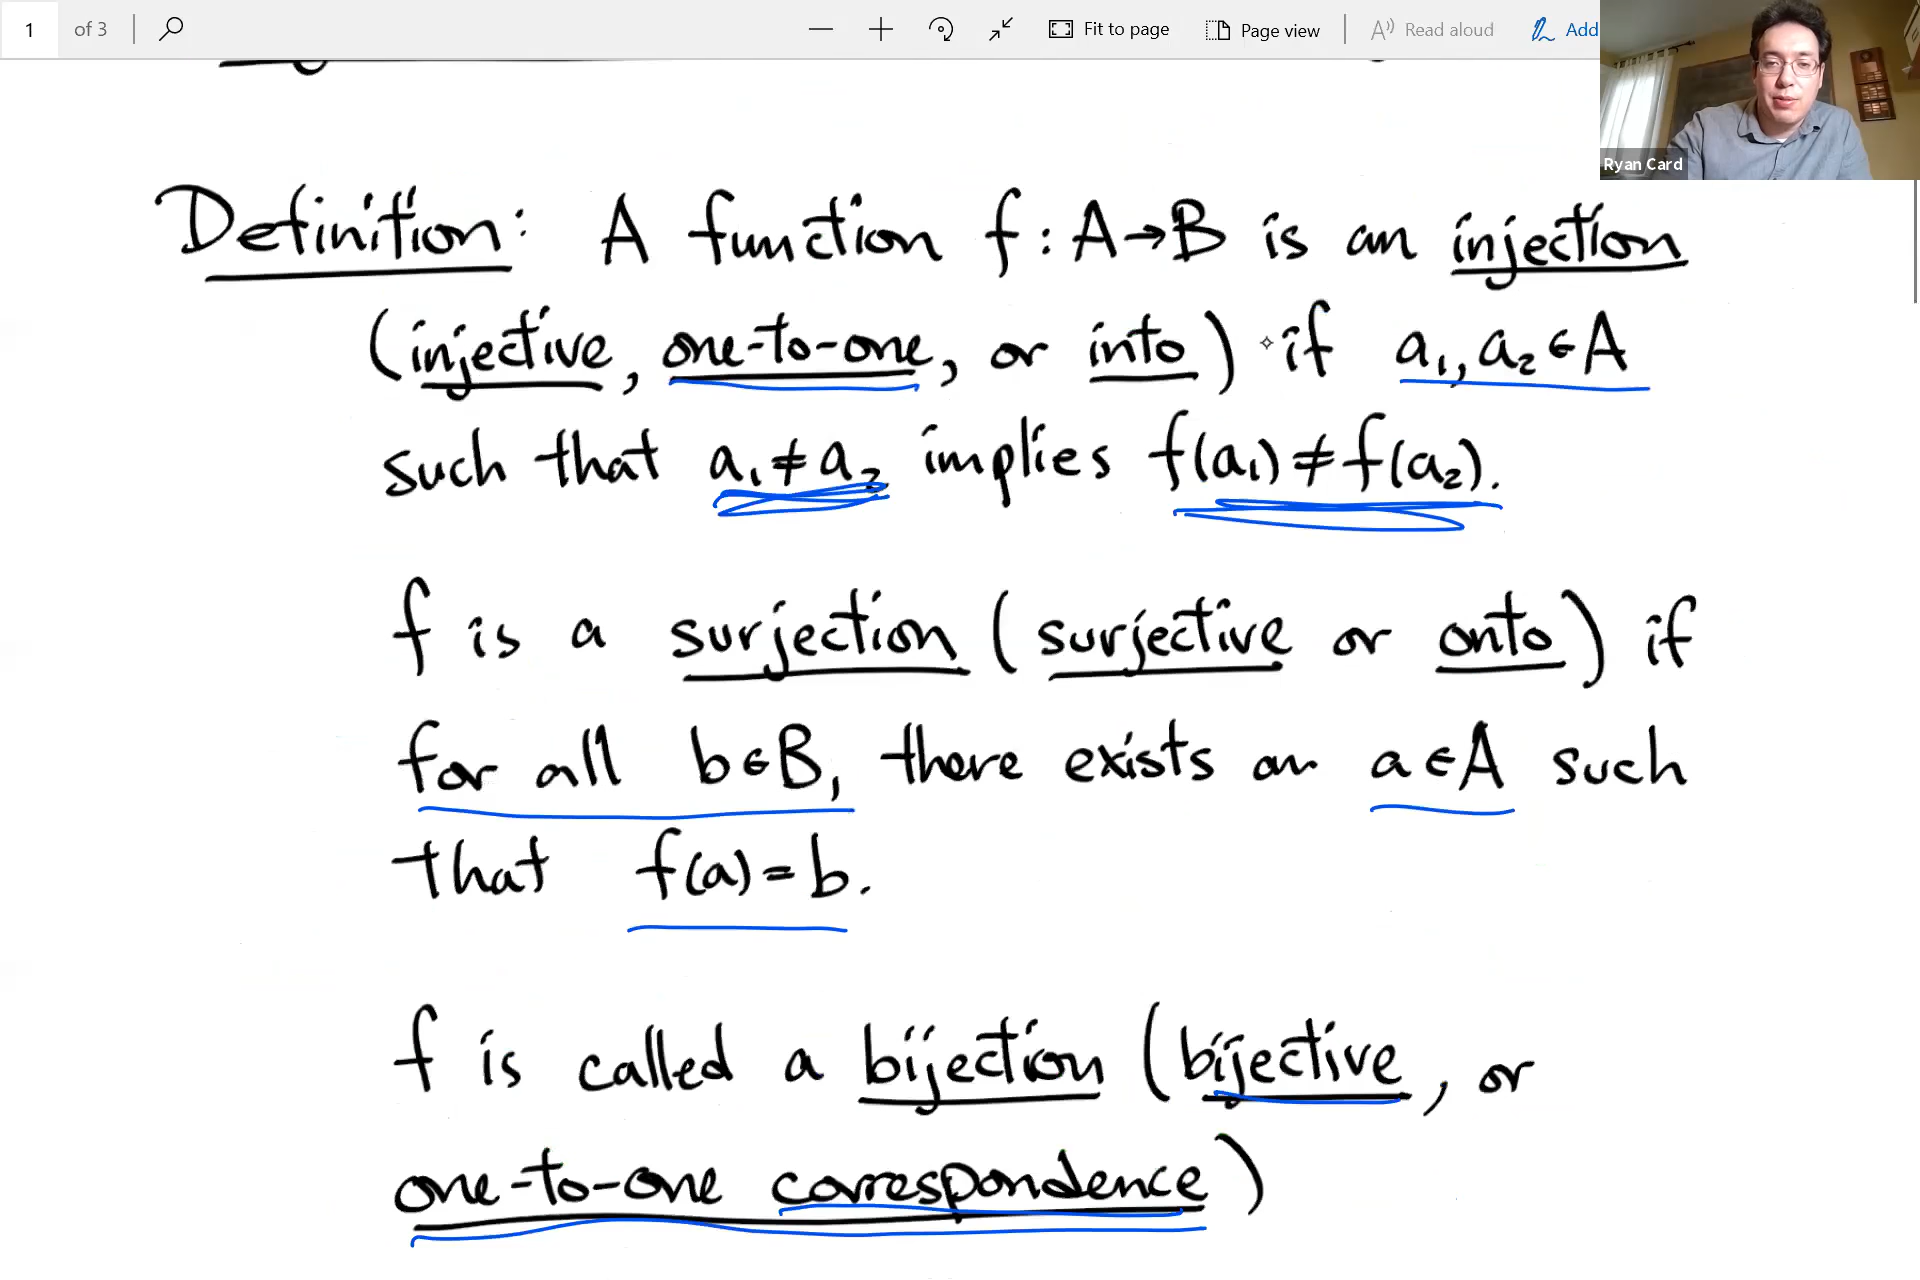 1 of 3 Fit to page Page view Read aloud Add
Ryan Card
Definition: A function f: A→B is an injection
(injective, one-to-one, or into) if a₁, a₂ ∈ A
such that a₁ ≠ a₂ implies f(a₁) ≠ f(a₂).
f is a surjection (surjective or onto) if
for all b ∈ B, there exists an a ∈ A such
that f(a) = b.
f is called a bijection (bijective, or
one-to-one correspondence)